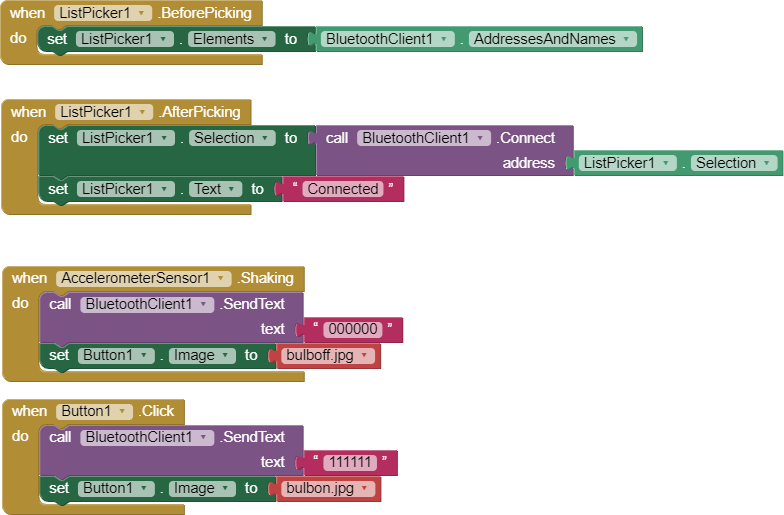 when ListPicker1 .BeforePicking
do set ListPicker1 . Elements to BluetoothClient1 . AddressesAndNames
when ListPicker1 .AfterPicking
do set ListPicker1 . Selection to call BluetoothClient1 .Connect
address ListPicker1 . Selection
set ListPicker1 . Text to “ Connected ”
when AccelerometerSensor1 .Shaking
do call BluetoothClient1 .SendText
text “ 000000 ”
set Button1 . Image to bulboff.jpg
when Button1 .Click
do call BluetoothClient1 .SendText
text “ 111111 ”
set Button1 . Image to bulbon.jpg